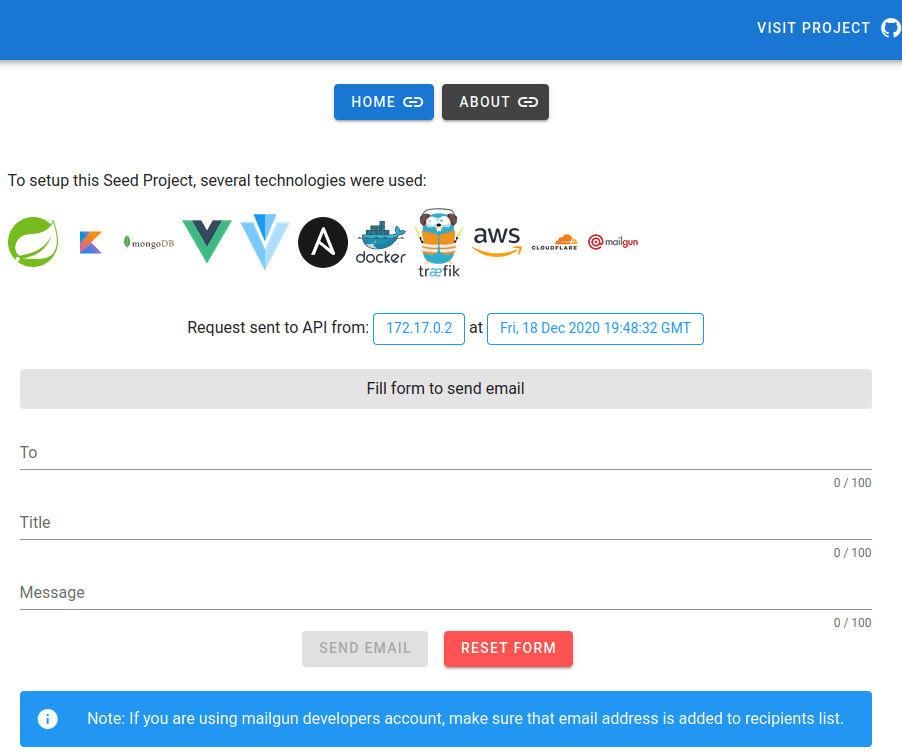 VISIT PROJECT
HOME ABOUT
To setup this Seed Project, several technologies were used:
mongoDB docker træfik aws CLOUDFLARE mailgun
Request sent to API from: 172.17.0.2 at Fri, 18 Dec 2020 19:48:32 GMT
Fill form to send email
To
0 / 100
Title
0 / 100
Message
0 / 100
SEND EMAIL RESET FORM
Note: If you are using mailgun developers account, make sure that email address is added to recipients list.